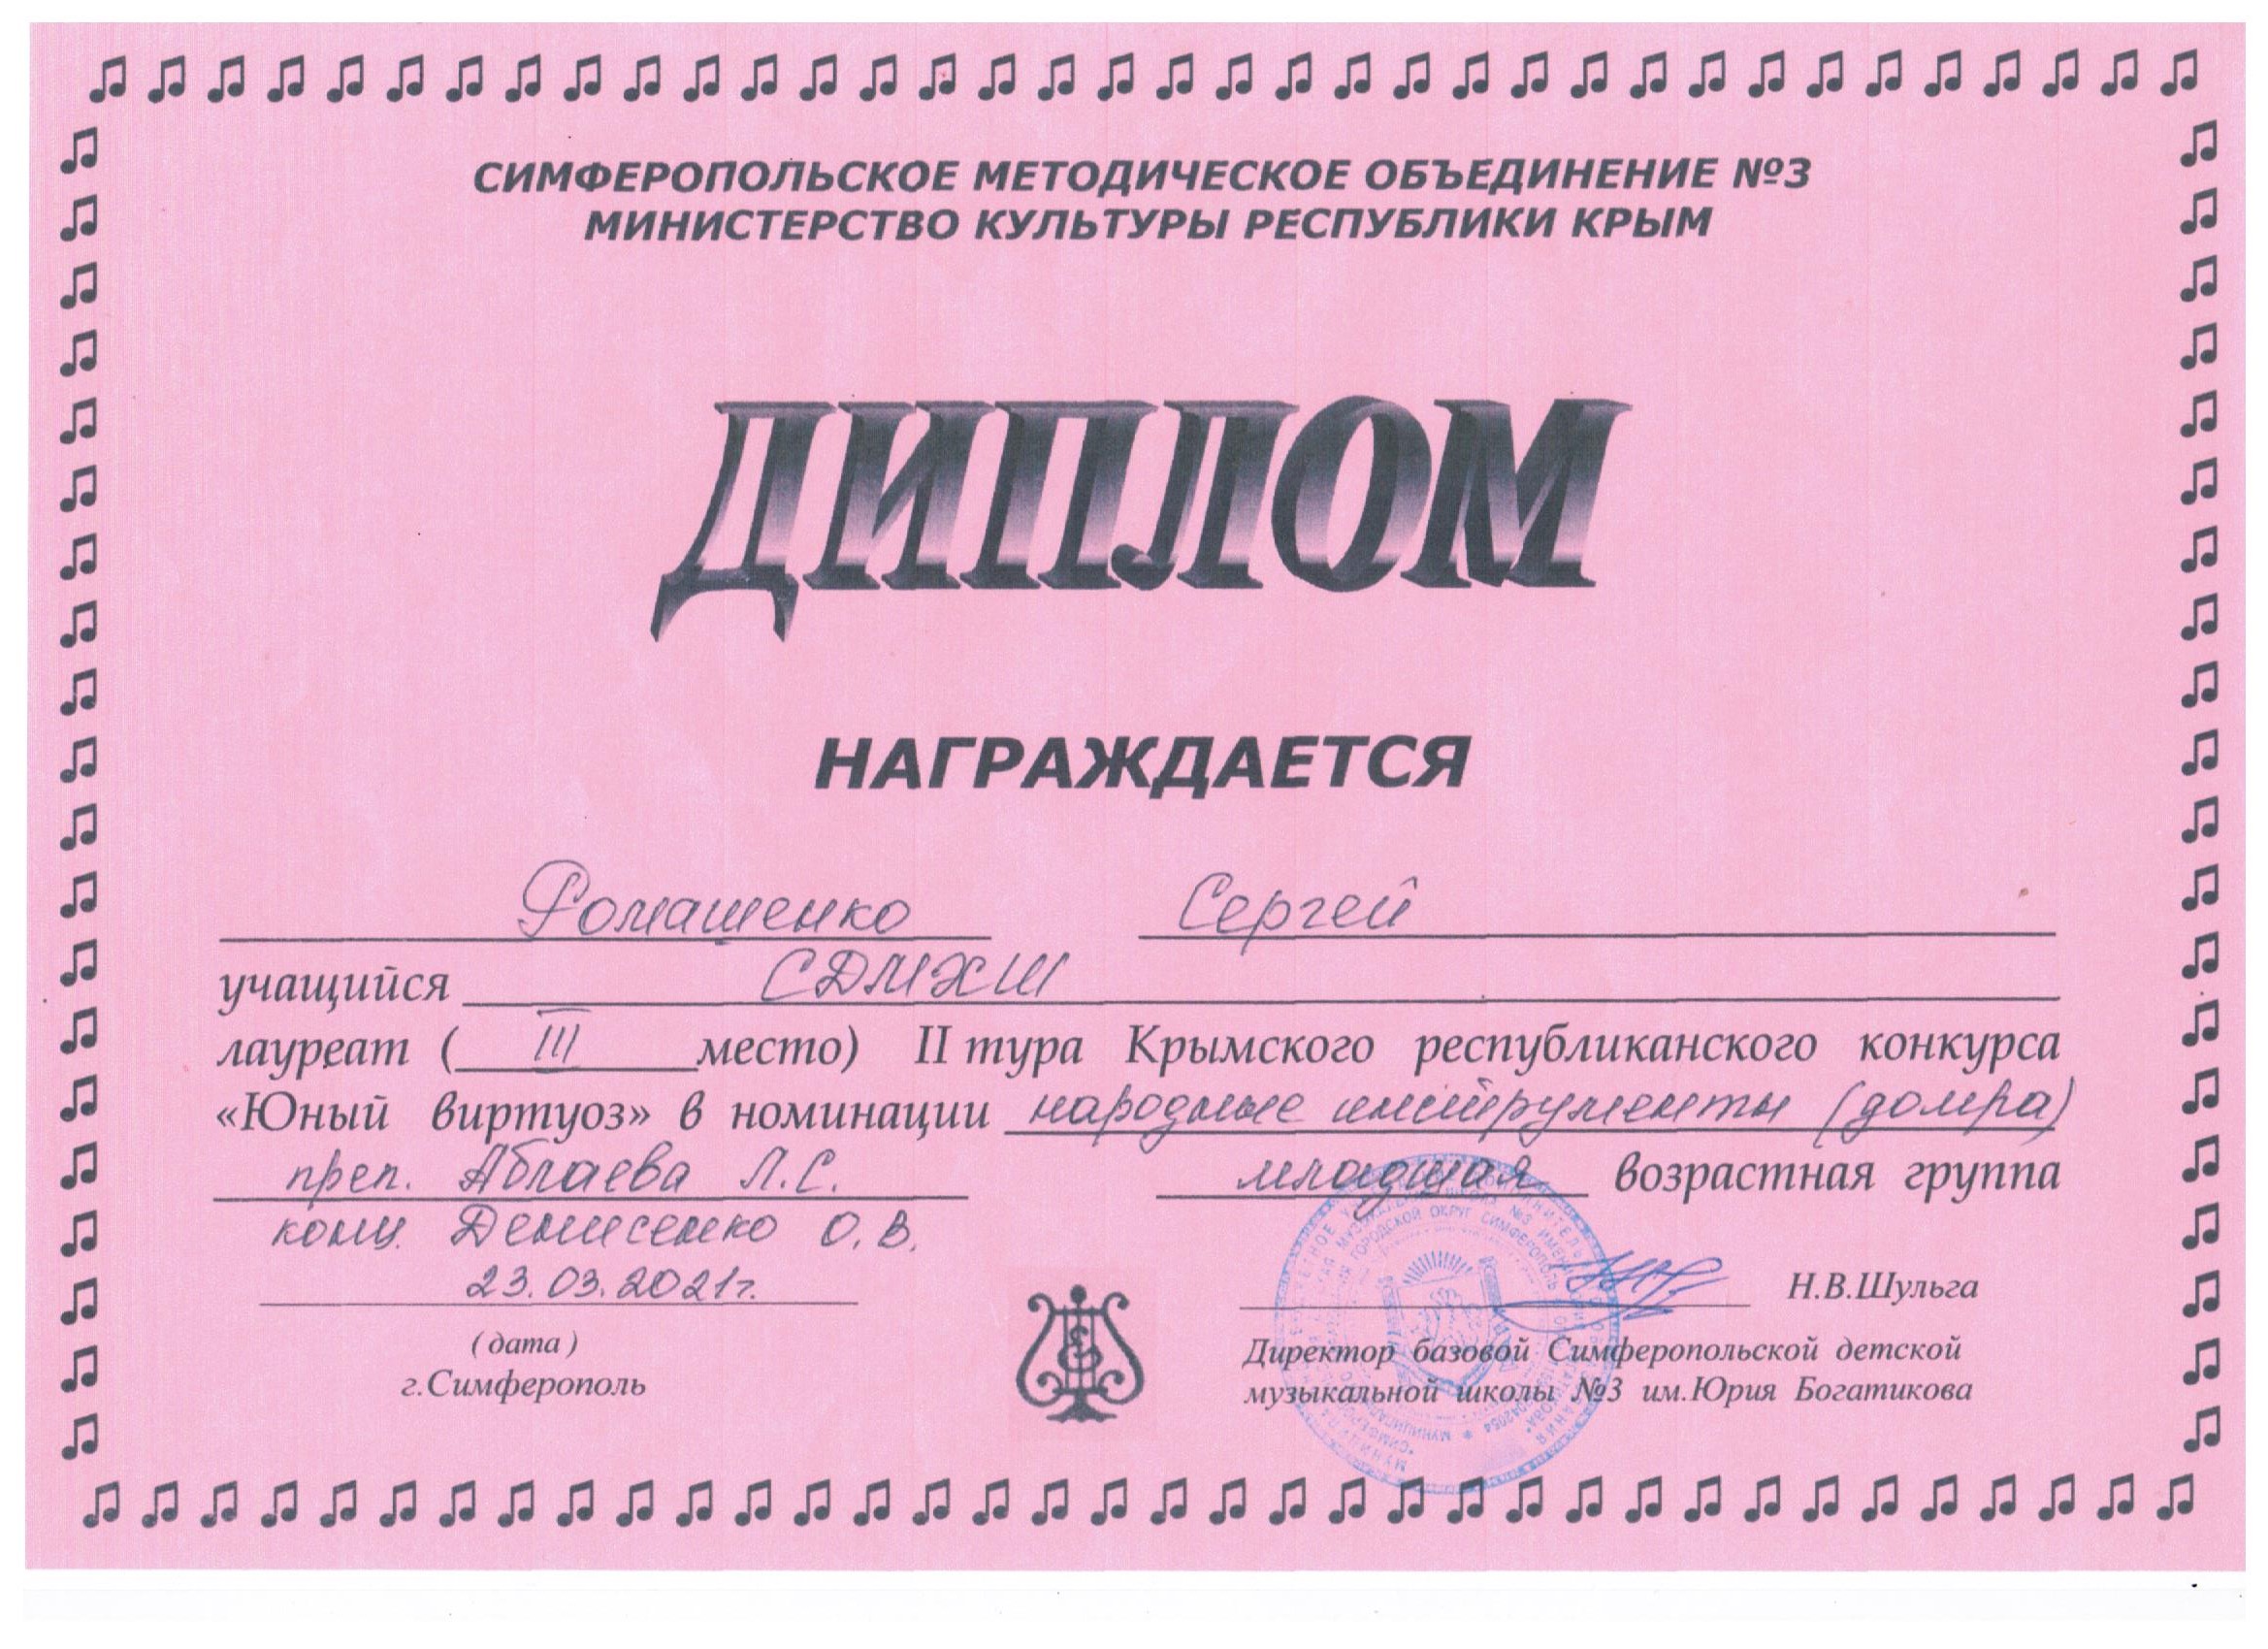 СИМФЕРОПОЛЬСКОЕ МЕТОДИЧЕСКОЕ ОБЪЕДИНЕНИЕ №3
МИНИСТЕРСТВО КУЛЬТУРЫ РЕСПУБЛИКИ КРЫМ
ДИПЛОМ
НАГРАЖДАЕТСЯ
Ромашенко Сергей
учащийся СДМХШ
лауреат ( III место) II тура Крымского республиканского конкурса
«Юный виртуоз» в номинации народные инструменты (домра)
преп. Аблаева Л.С. младшая возрастная группа
конц. Денисенко О.В.
23.03.2021г. Н.В.Шульга
( дата )
г.Симферополь
Директор базовой Симферопольской детской
музыкальной школы №3 им.Юрия Богатикова